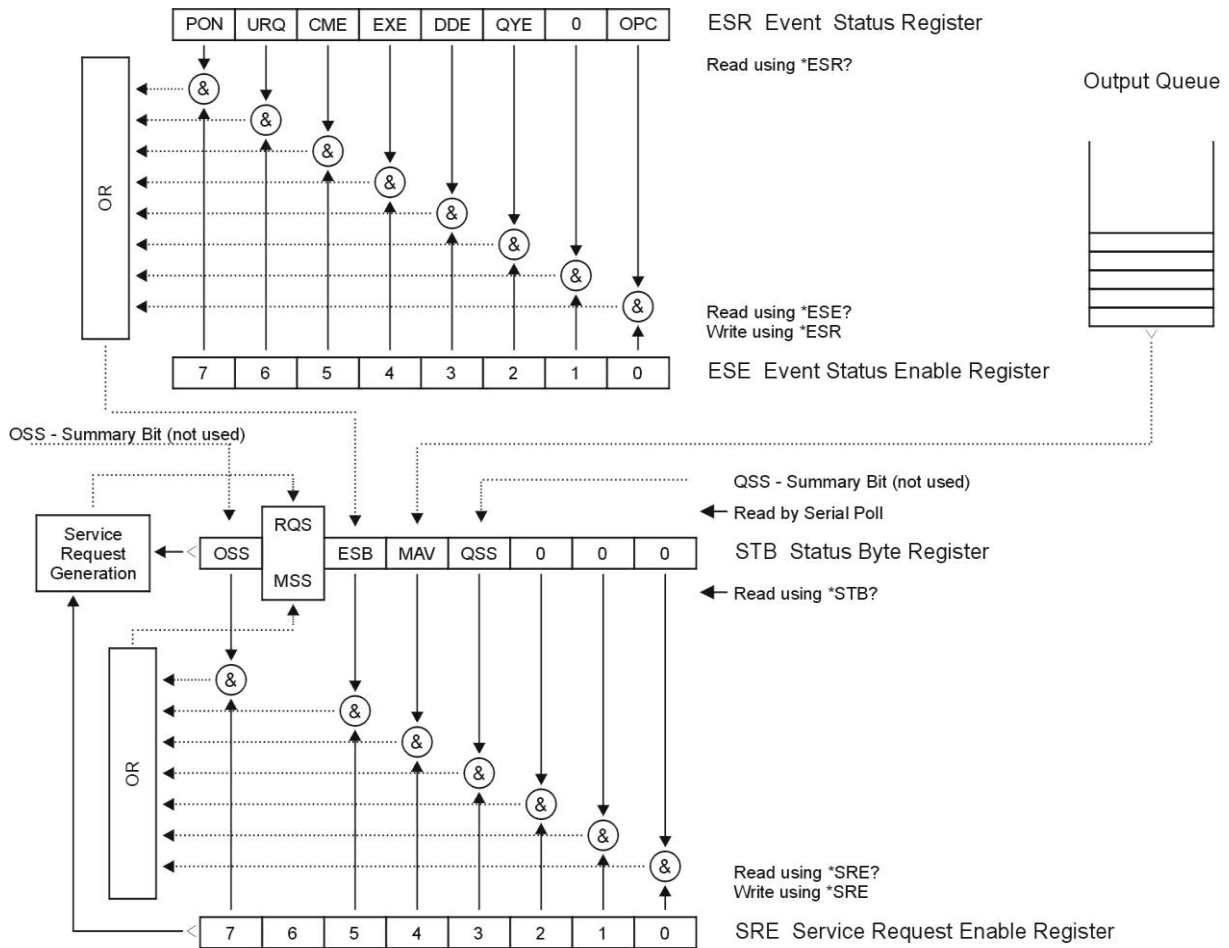 PON URQ CME EXE DDE QYE 0 OPC
ESR Event Status Register
Read using *ESR?
Output Queue
&
&
&
&
&
&
&
&
OR
Read using *ESE?
Write using *ESR
7 6 5 4 3 2 1 0
ESE Event Status Enable Register
OSS - Summary Bit (not used)
QSS - Summary Bit (not used)
Read by Serial Poll
Service
Request
Generation
OSS RQS ESB MAV QSS 0 0 0
MSS
STB Status Byte Register
Read using *STB?
&
&
&
&
&
&
&
OR
Read using *SRE?
Write using *SRE
7 6 5 4 3 2 1 0
SRE Service Request Enable Register